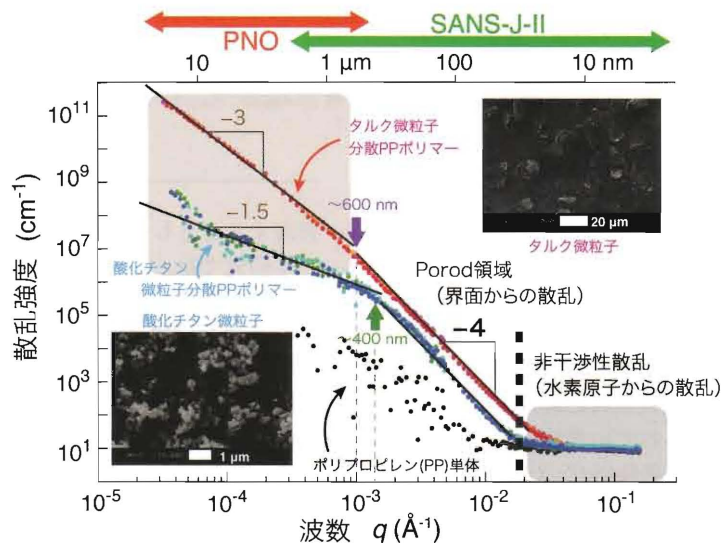 PNO
SANS-J-II
10
1 μm
100
10 nm
10¹¹
10⁹
10⁷
10⁵
10³
10¹
散乱強度 (cm⁻¹)
−3
タルク微粒子
分散PPポリマー
~600 nm
20 μm
タルク微粒子
−1.5
酸化チタン
微粒子分散PPポリマー
酸化チタン微粒子
1 μm
~400 nm
Porod領域
(界面からの散乱)
−4
非干渉性散乱
(水素原子からの散乱)
ポリプロピレン(PP)単体
10⁻⁵
10⁻⁴
10⁻³
10⁻²
10⁻¹
波数 q (Å⁻¹)